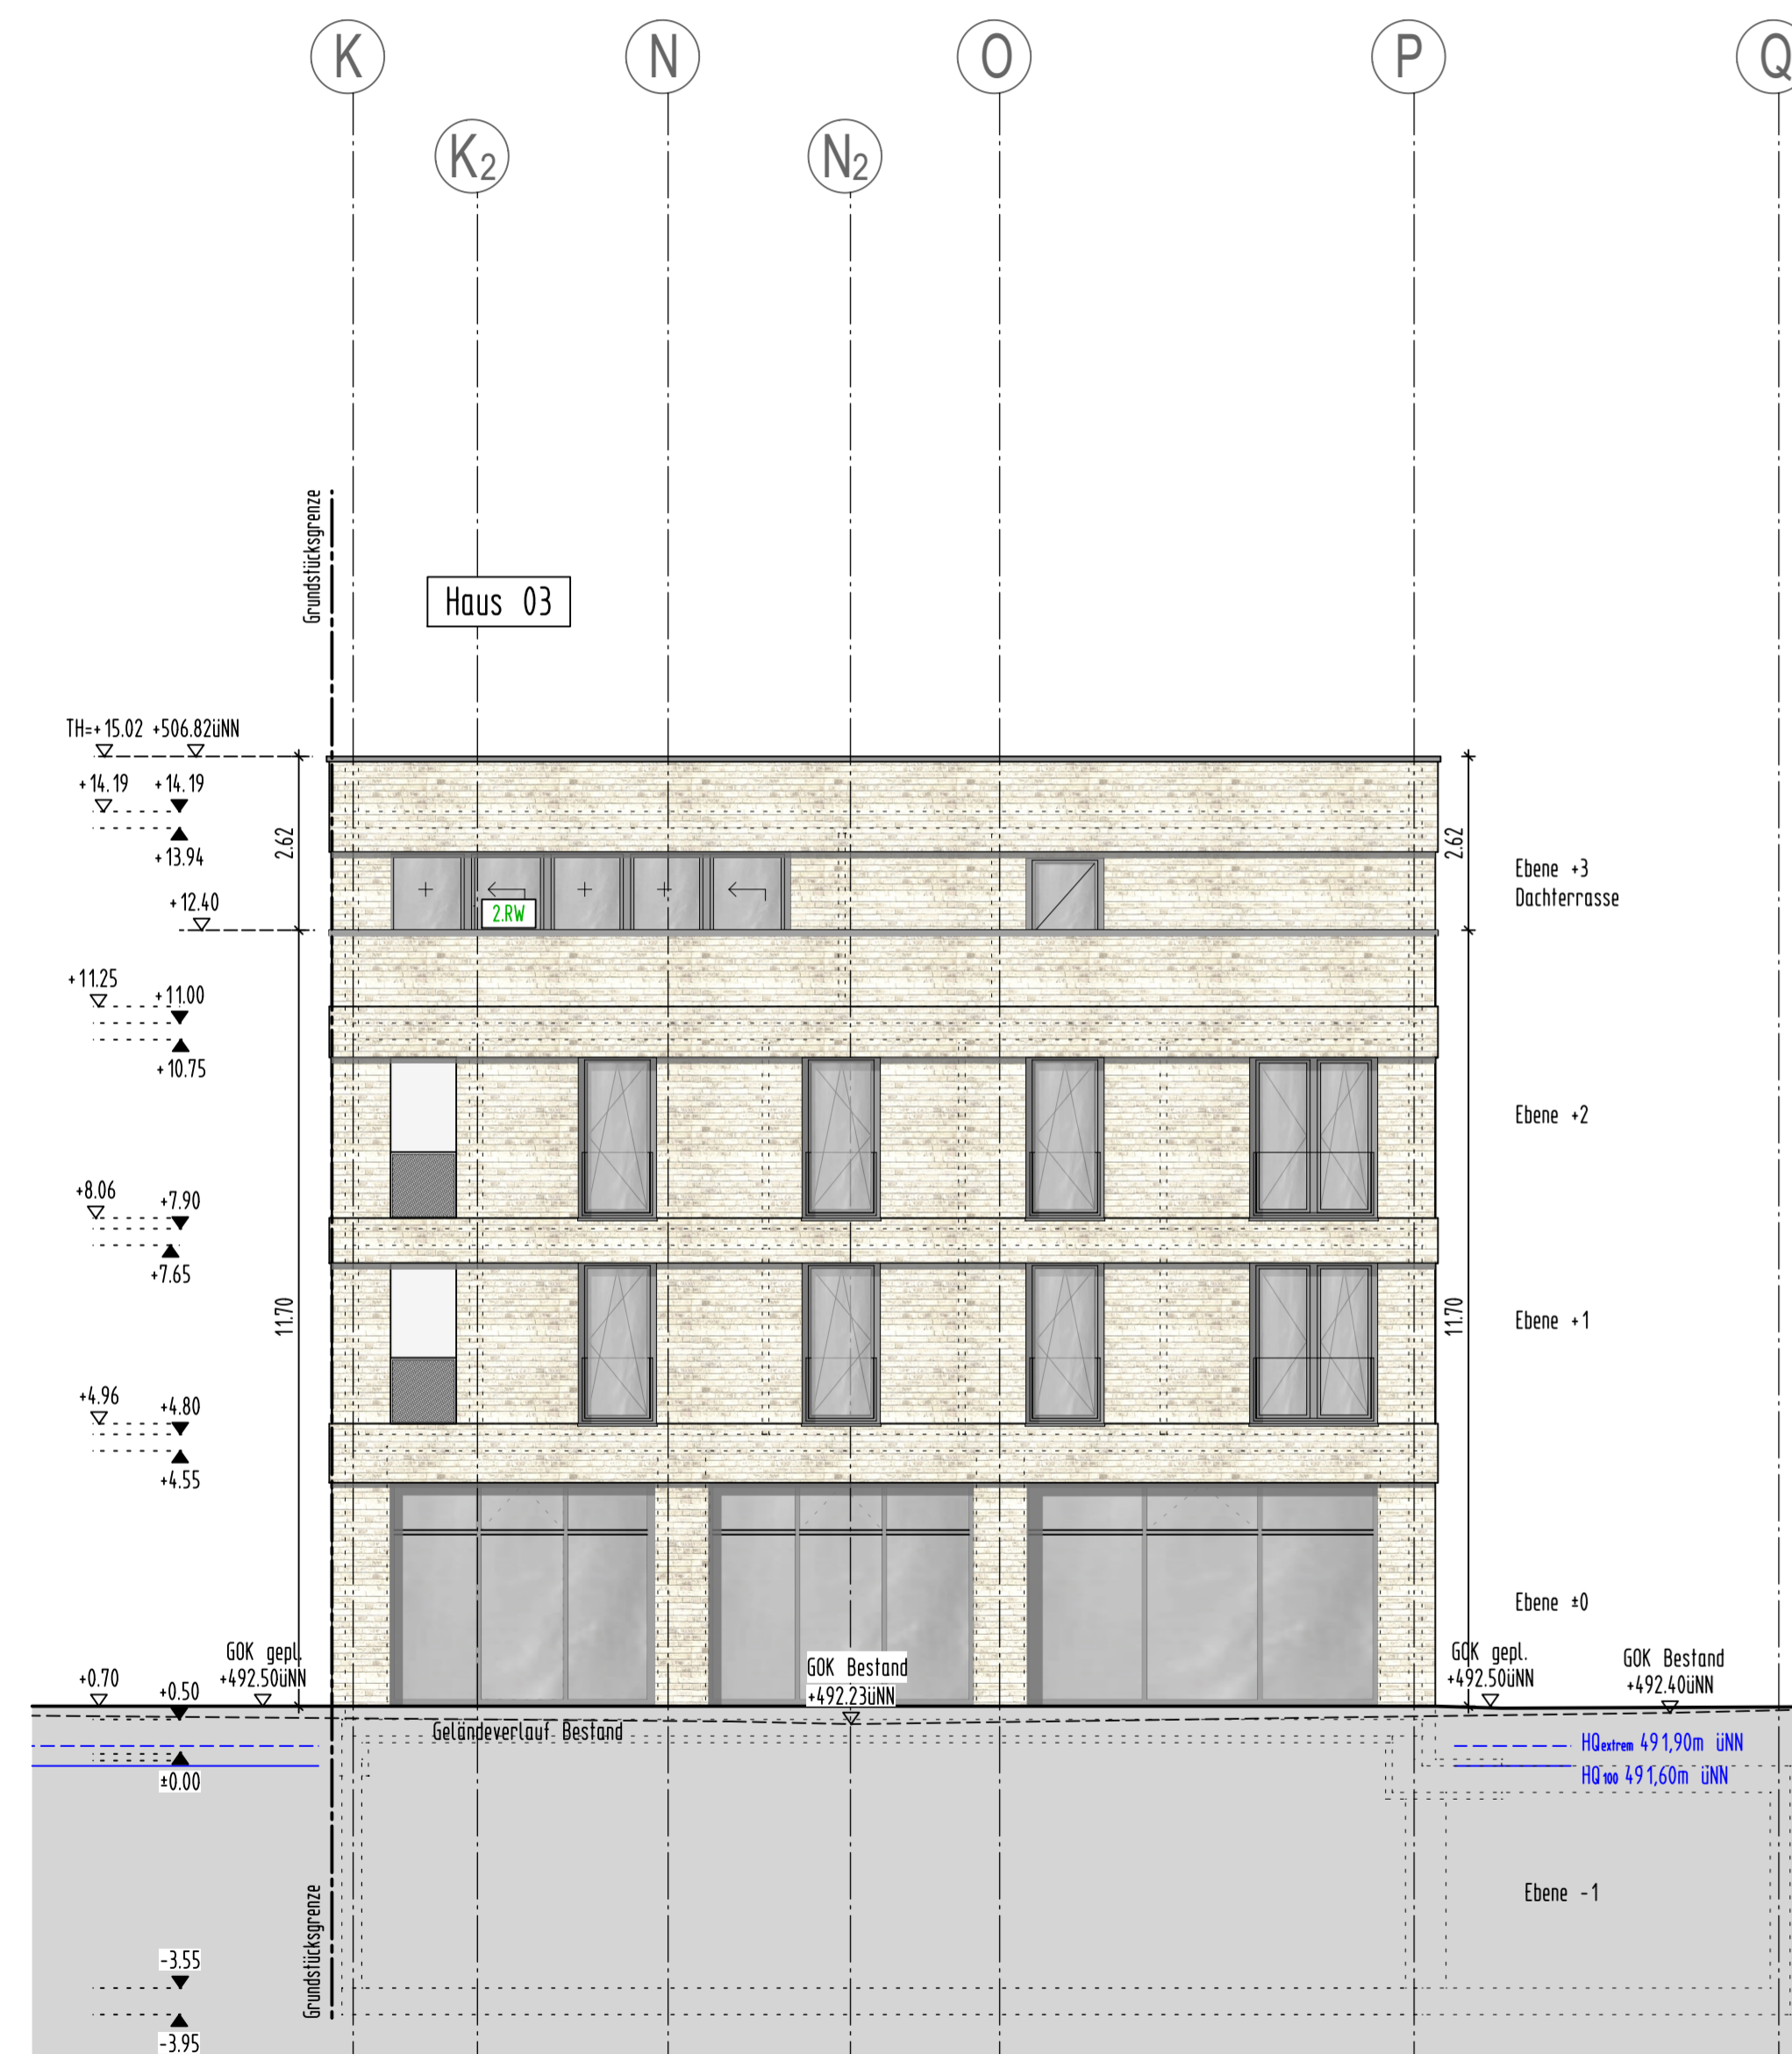 K
N
O
P
Q
K2
N2
Grundstücksgrenze
Haus 03
TH=+15.02 +506.82üNN
+14.19 +14.19
2.62
2.62
+13.94
Ebene +3
Dachterrasse
+12.40
2.RW
+11.25
+11.00
+10.75
Ebene +2
+8.06
+7.90
+7.65
11.70
11.70
Ebene +1
+4.96
+4.80
+4.55
Ebene ±0
GOK gepl.
+492.50üNN
+0.70
+0.50
GOK Bestand
+492.23üNN
GOK gepl.
+492.50üNN
GOK Bestand
+492.40üNN
Geländeverlauf Bestand
HQextrem 491,90m üNN
HQ100 491,60m üNN
±0.00
Ebene -1
Grundstücksgrenze
-3.55
-3.95